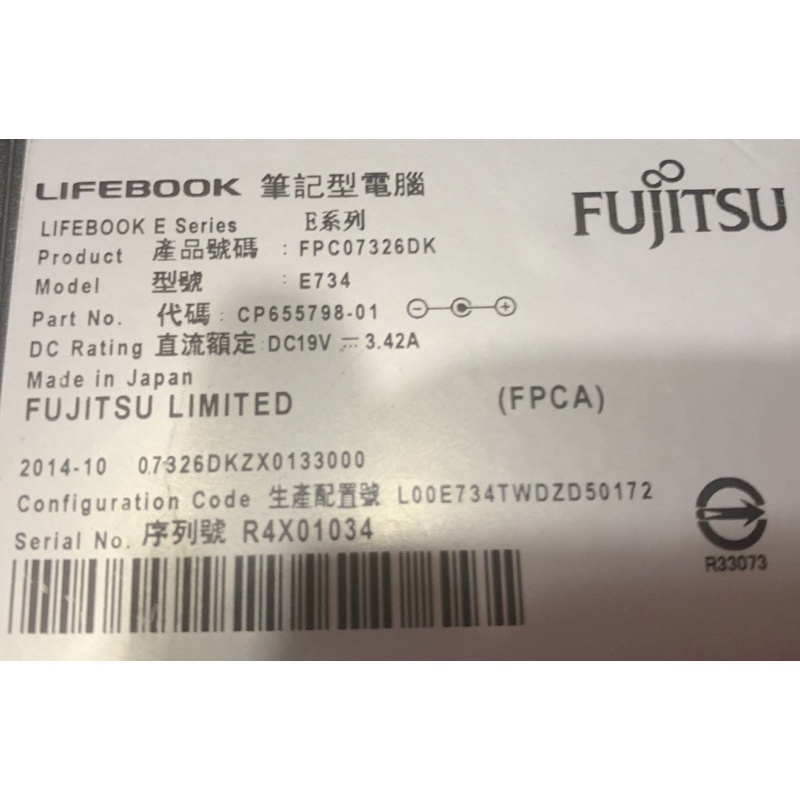 LIFEBOOK 筆記型電腦
FUJITSU
LIFEBOOK E Series E系列
Product 產品號碼 : FPC07326DK
Model 型號 : E734
Part No. 代碼 : CP655798-01
DC Rating 直流額定 : DC19V ⎓ 3.42A
Made in Japan
FUJITSU LIMITED (FPCA)
2014-10 07326DKZX0133000
Configuration Code 生產配置號 L00E734TWDZD50172
Serial No. 序列號 R4X01034
R33073